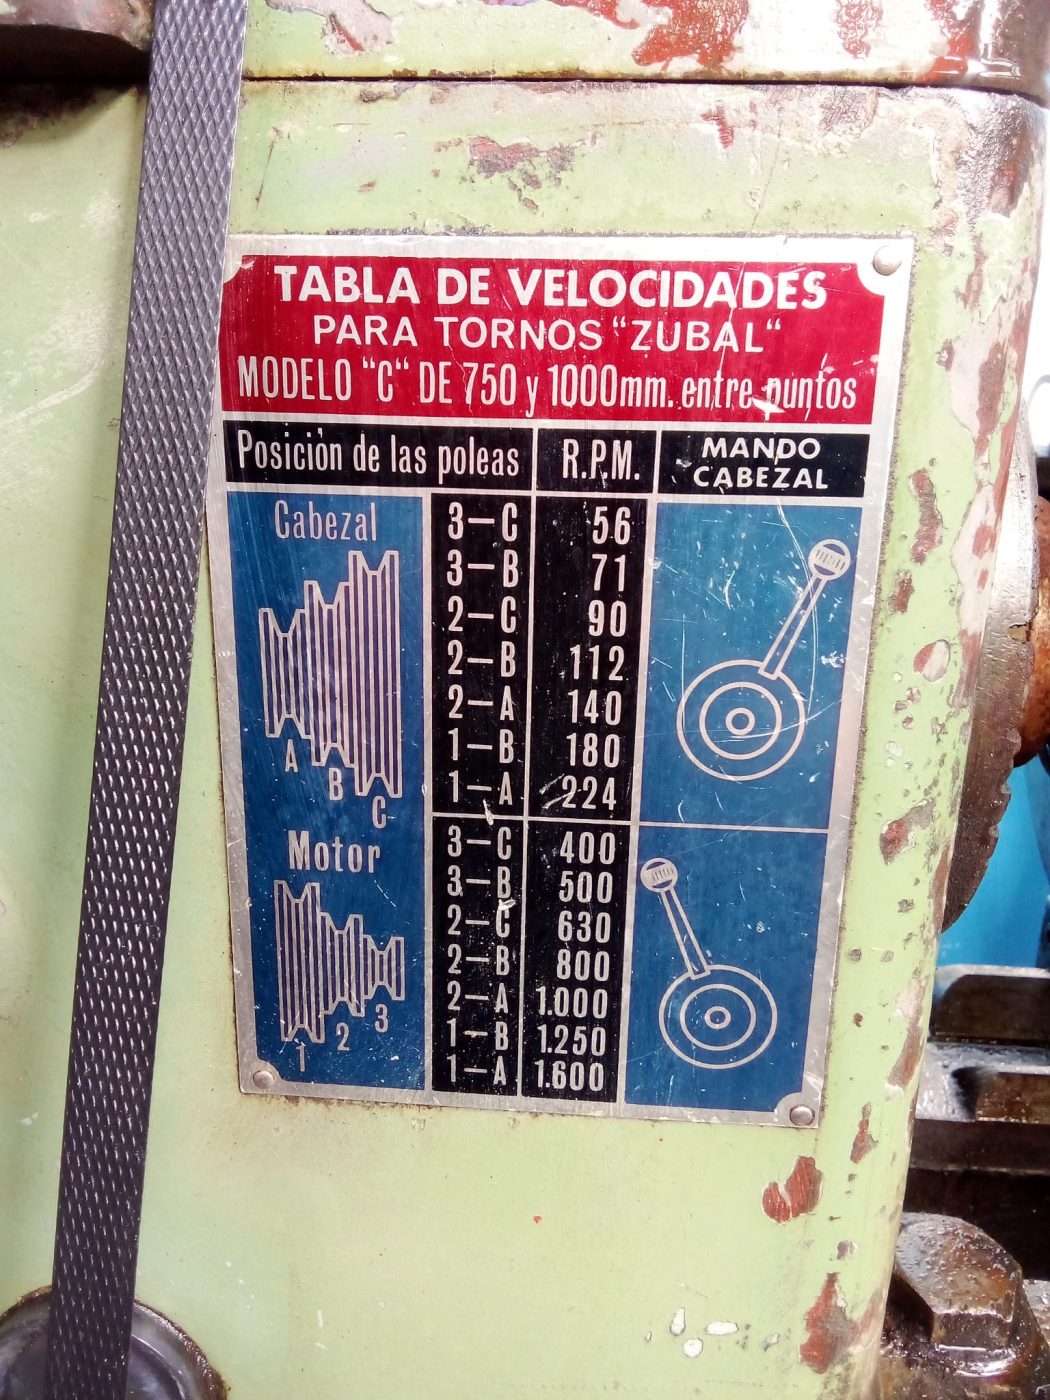 TABLA DE VELOCIDADES
PARA TORNOS "ZUBAL"
MODELO "C" DE 750 y 1000mm. entre puntos
Posición de las poleas R.P.M. MANDO CABEZAL
Cabezal
3—C 56
3—B 71
2—C 90
2—B 112
2—A 140
1—B 180
1—A 224
A
B
C
Motor
3—C 400
3—B 500
2—C 630
2—B 800
2—A 1.000
1—B 1.250
1—A 1.600
1 2 3